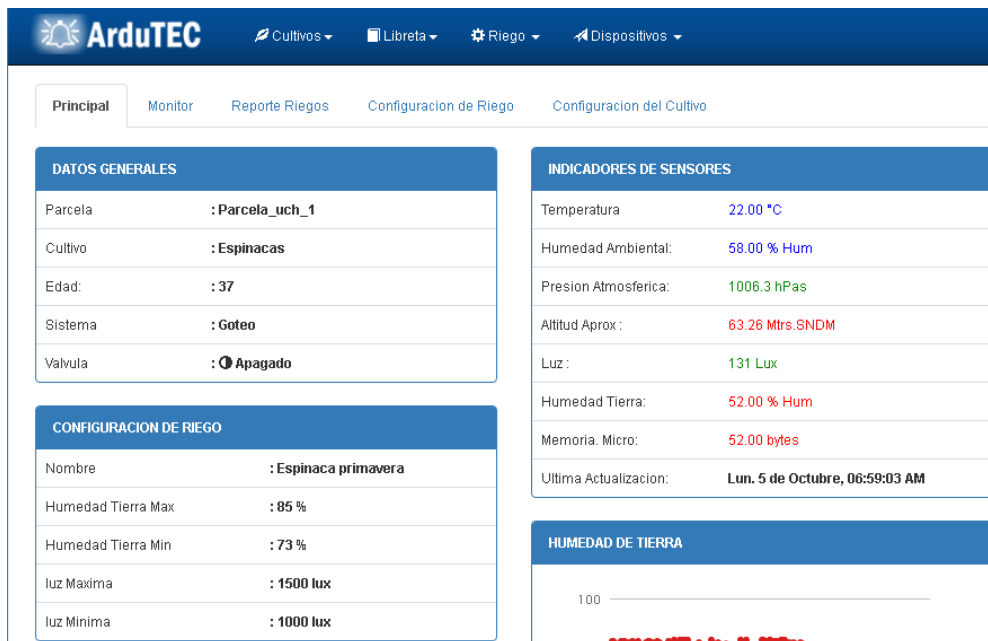 ArduTEC Cultivos Libreta Riego Dispositivos
Principal Monitor Reporte Riegos Configuracion de Riego Configuracion del Cultivo
DATOS GENERALES
Parcela : Parcela_uch_1
Cultivo : Espinacas
Edad: : 37
Sistema : Goteo
Valvula : Apagado
CONFIGURACION DE RIEGO
Nombre : Espinaca primavera
Humedad Tierra Max : 85 %
Humedad Tierra Min : 73 %
luz Maxima : 1500 lux
luz Minima : 1000 lux
INDICADORES DE SENSORES
Temperatura 22.00 °C
Humedad Ambiental: 58.00 % Hum
Presion Atmosferica: 1006.3 hPas
Altitud Aprox : 63.26 Mtrs.SNDM
Luz : 131 Lux
Humedad Tierra: 52.00 % Hum
Memoria. Micro: 52.00 bytes
Ultima Actualizacion: Lun. 5 de Octubre, 06:59:03 AM
HUMEDAD DE TIERRA
100